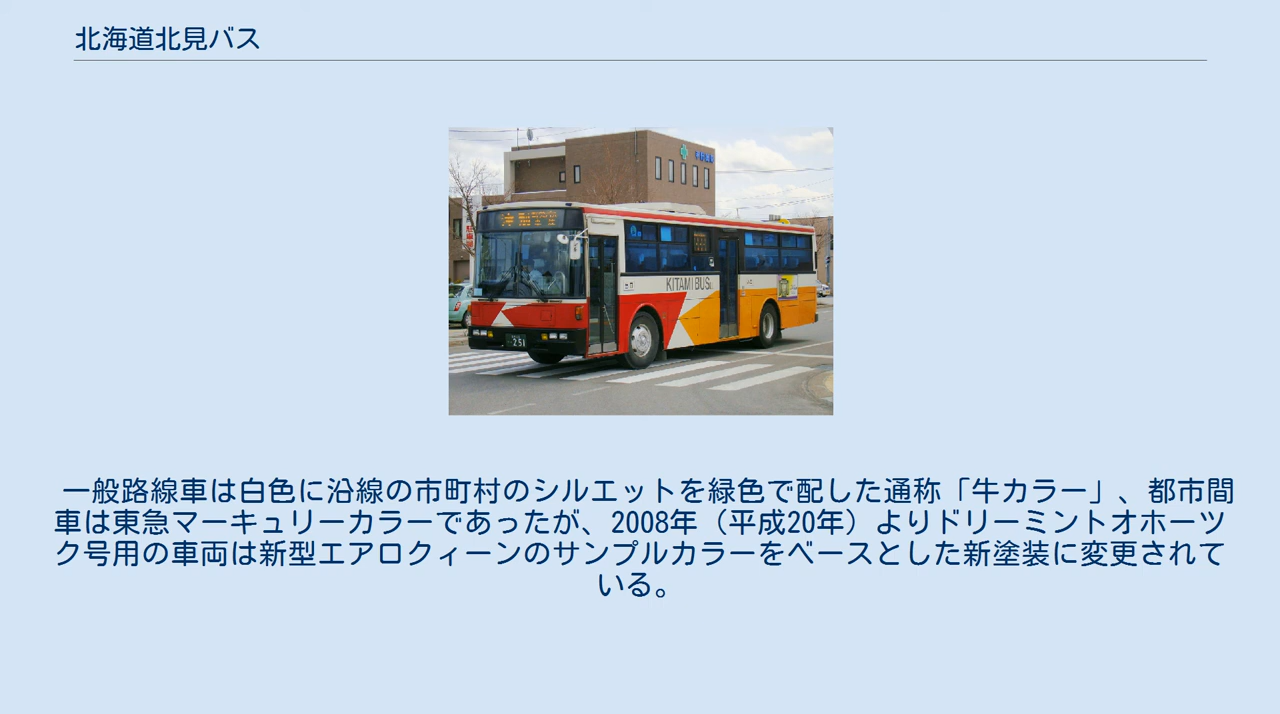 北海道北見バス
KITAMI BUS
251
一般路線車は白色に沿線の市町村のシルエットを緑色で配した通称「牛カラー」、都市間
車は東急マーキュリーカラーであったが、2008年（平成20年）よりドリーミントオホーツ
ク号用の車両は新型エアロクィーンのサンプルカラーをベースとした新塗装に変更されて
いる。